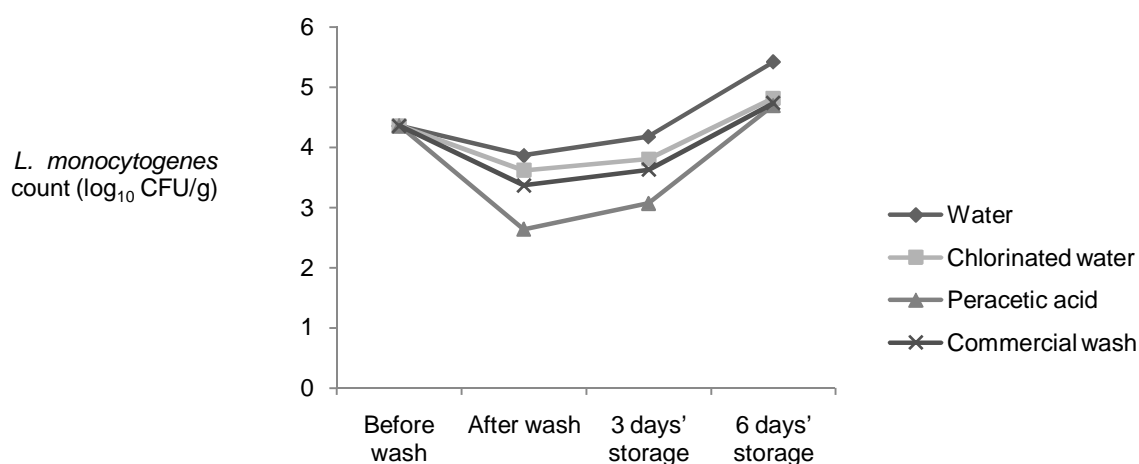 6
5
4
3
2
1
0
L. monocytogenes
count (log₁₀ CFU/g)
Before
wash
After wash
3 days'
storage
6 days'
storage
Water
Chlorinated water
Peracetic acid
Commercial wash